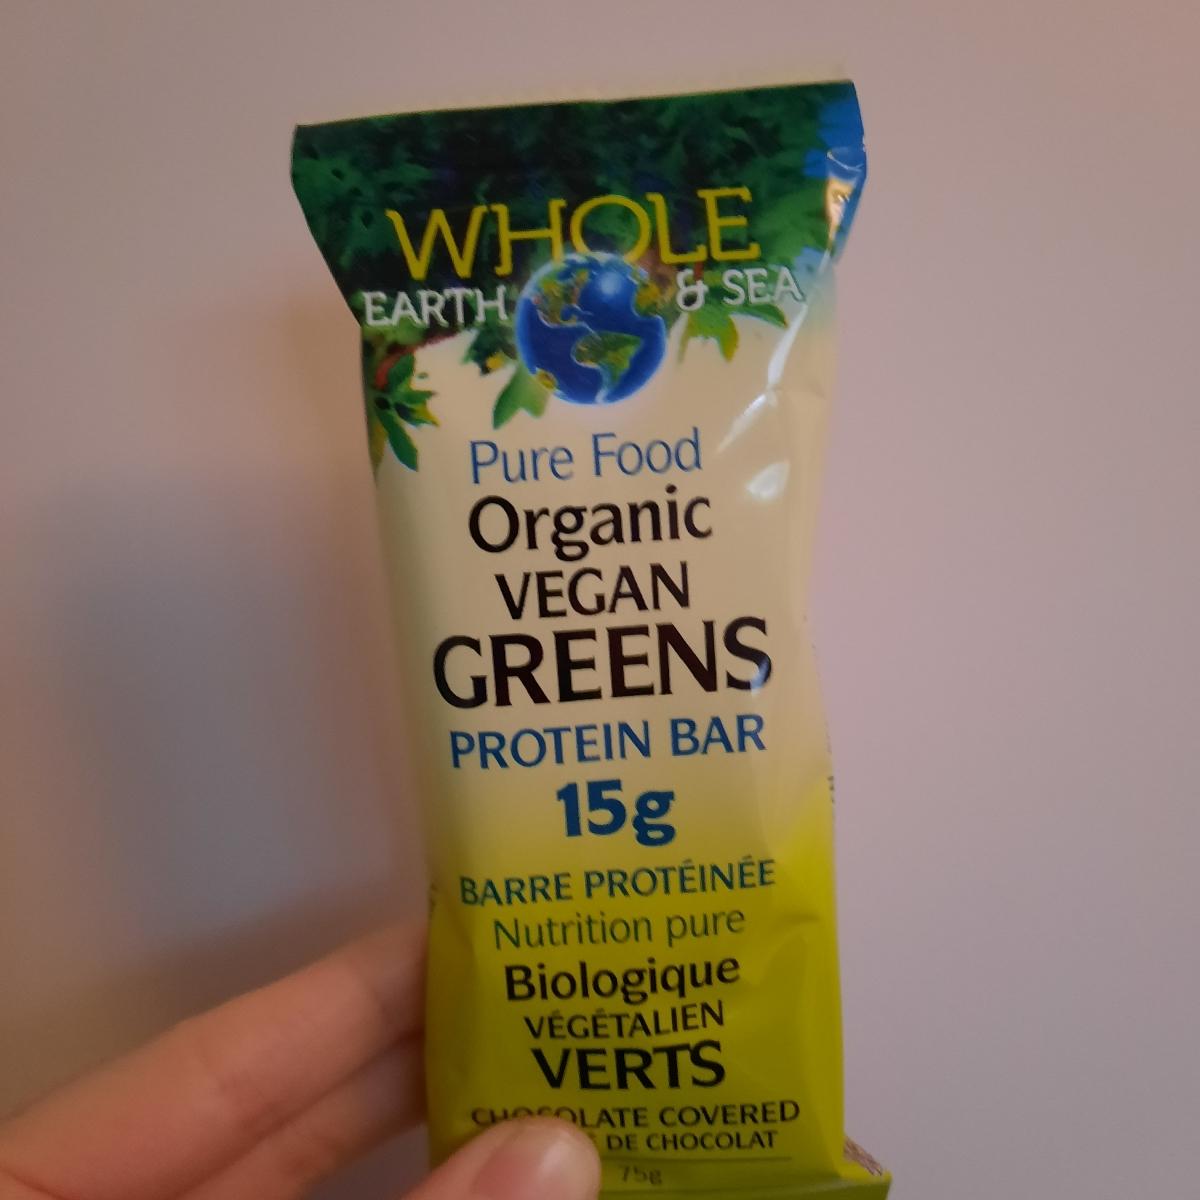 WHOLE
EARTH & SEA
Pure Food
Organic
VEGAN
GREENS
PROTEIN BAR
15g
BARRE PROTÉINÉE
Nutrition pure
Biologique
VÉGÉTALIEN
VERTS
CHOCOLATE COVERED
DE CHOCOLAT
75g